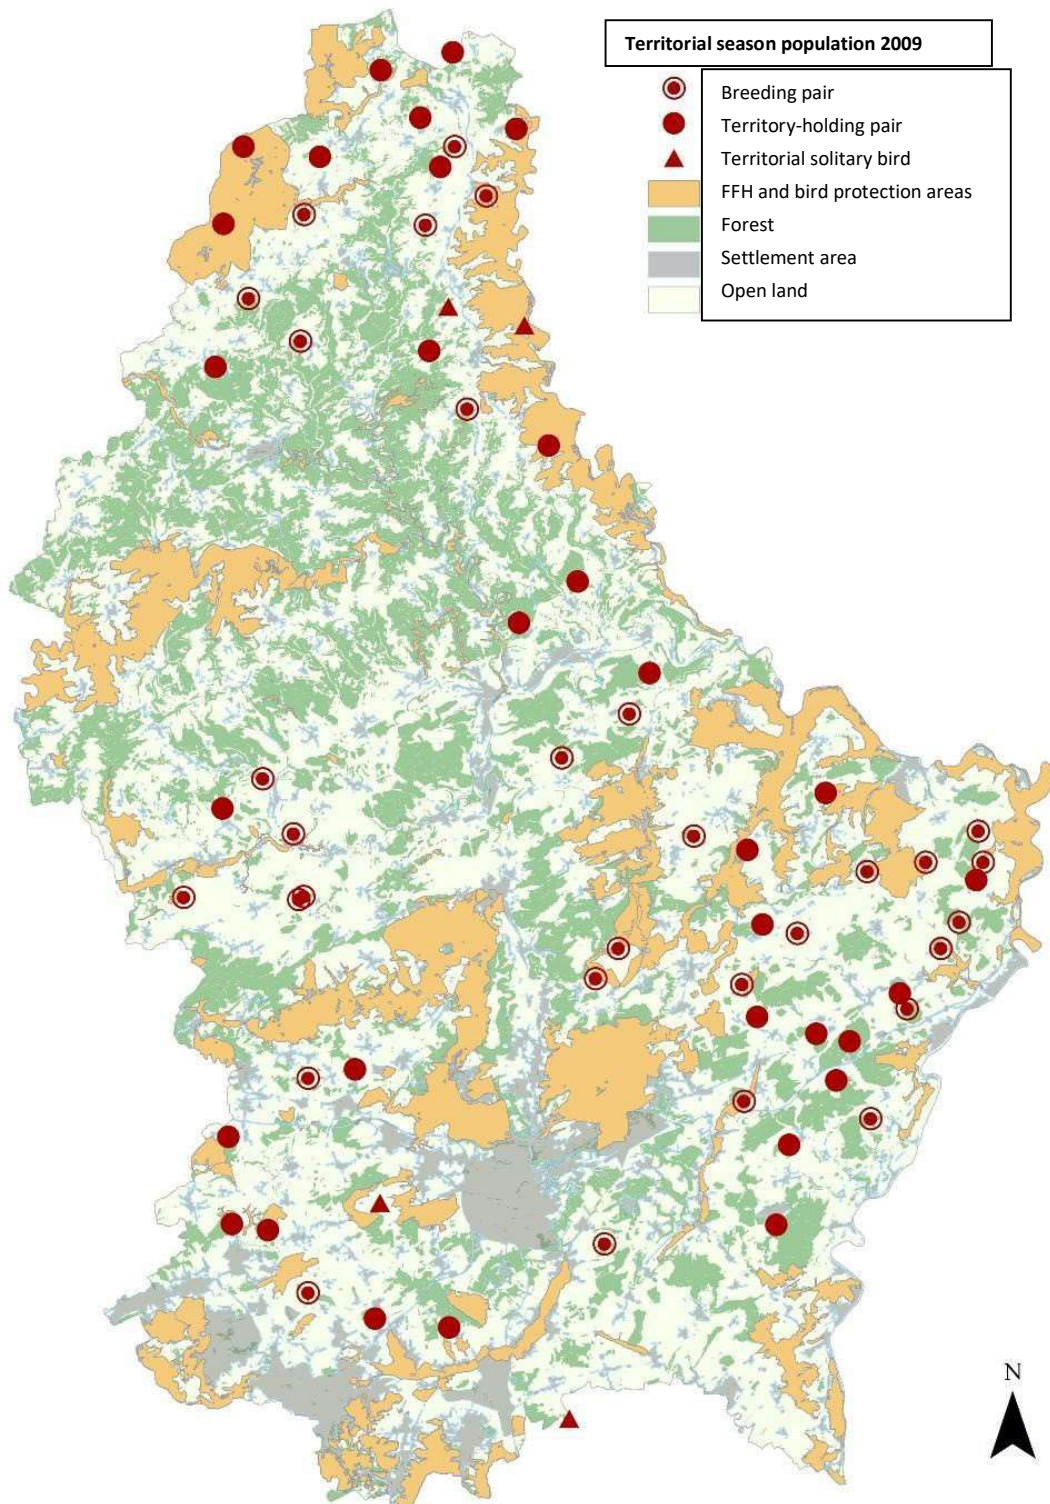 Territorial season population 2009
Breeding pair
Territory-holding pair
Territorial solitary bird
FFH and bird protection areas
Forest
Settlement area
Open land
N